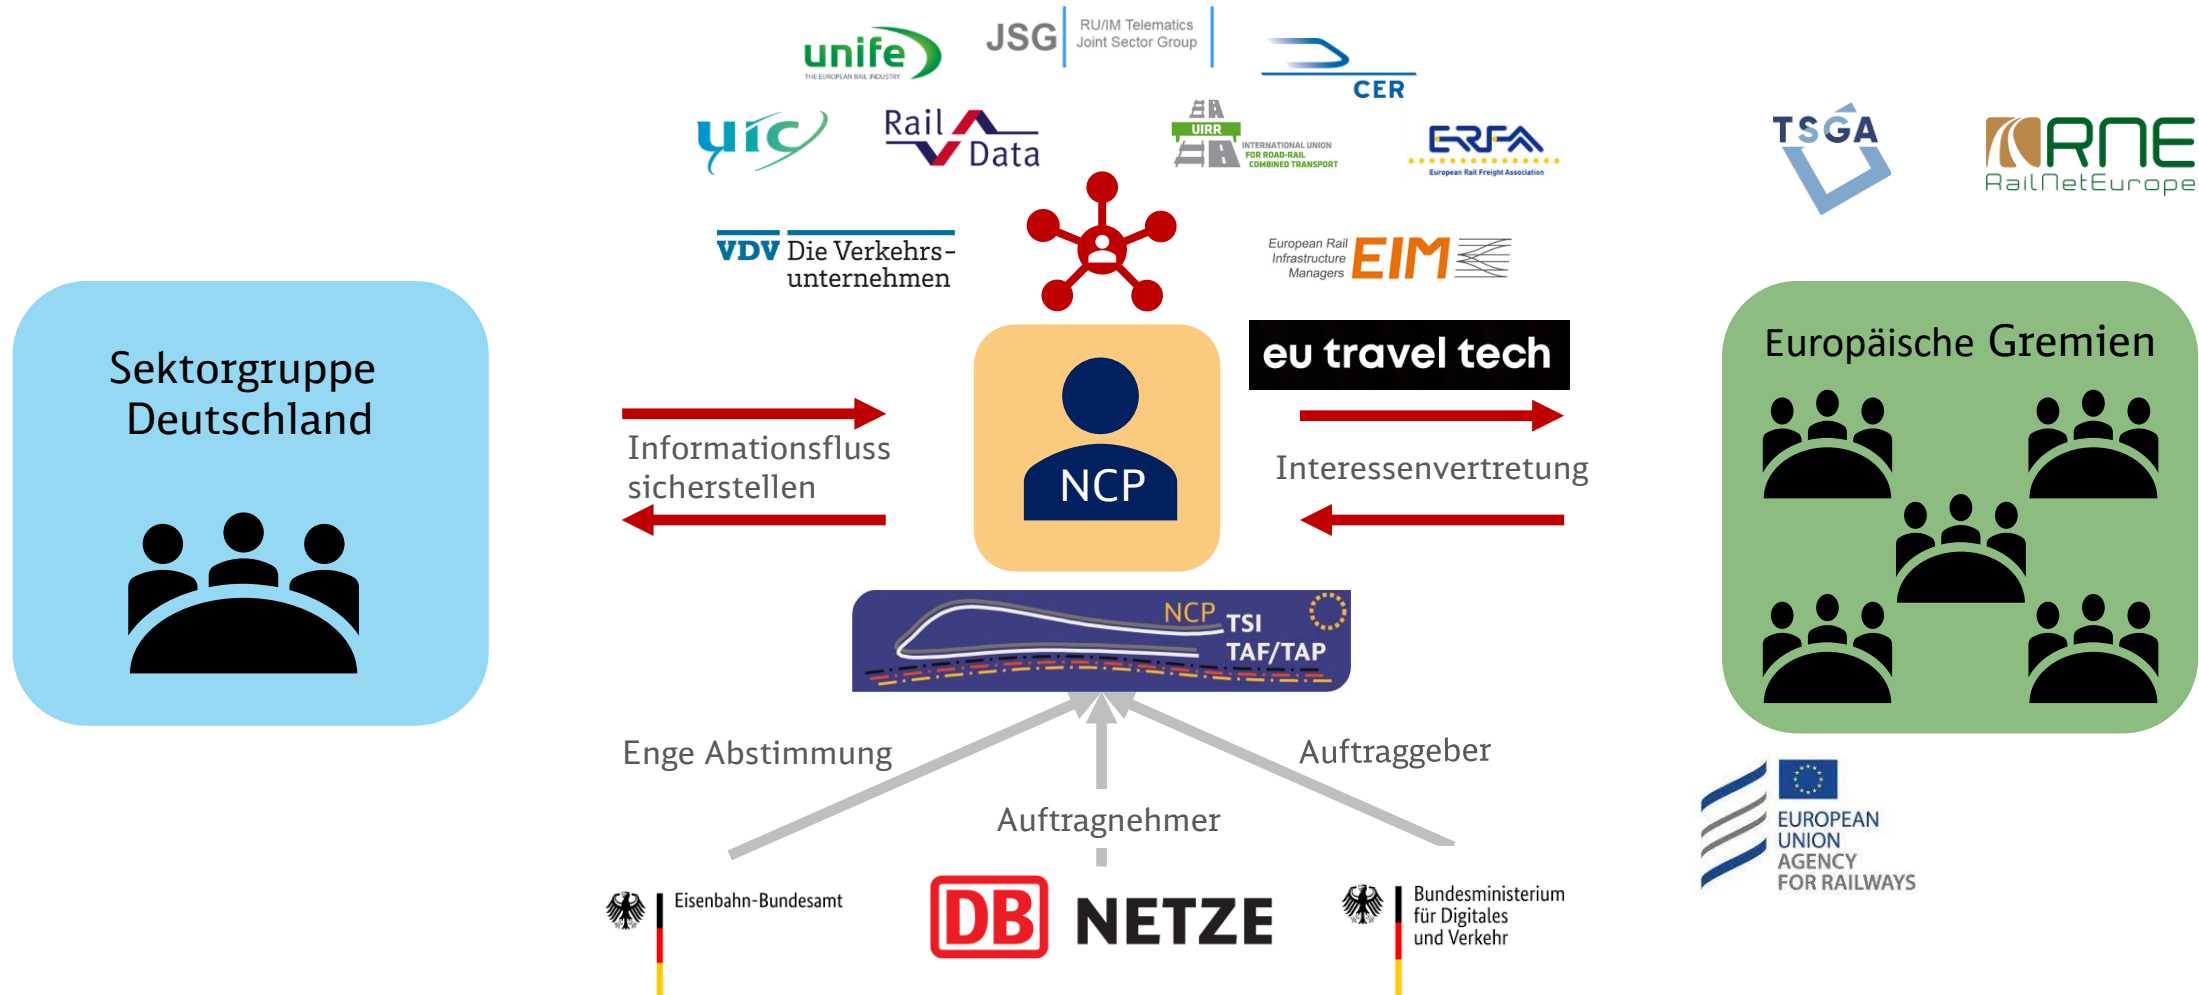 unife
THE EUROPEAN RAIL INDUSTRY
JSG
RU/IM Telematics
Joint Sector Group
CER
uic
Rail
Data
UIRR
INTERNATIONAL UNION
FOR ROAD-RAIL
COMBINED TRANSPORT
ERFA
European Rail Freight Association
TSGA
RNE
RailNetEurope
VDV Die Verkehrs-
unternehmen
European Rail
Infrastructure
Managers
EIM
Sektorgruppe
Deutschland
eu travel tech
Europäische Gremien
Informationsfluss
sicherstellen
NCP
Interessenvertretung
NCP
TSI
TAF/TAP
Enge Abstimmung
Auftraggeber
Auftragnehmer
EUROPEAN
UNION
AGENCY
FOR RAILWAYS
Eisenbahn-Bundesamt
DB NETZE
Bundesministerium
für Digitales
und Verkehr